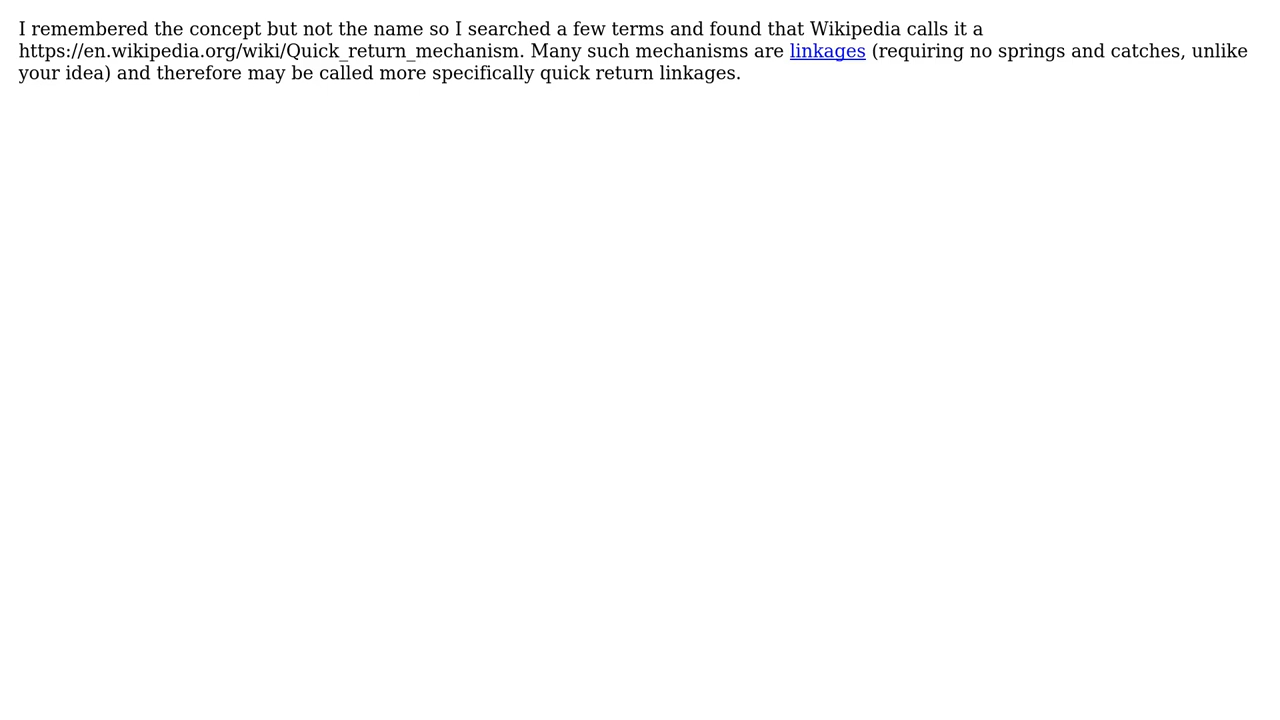 I remembered the concept but not the name so I searched a few terms and found that Wikipedia calls it a
https://en.wikipedia.org/wiki/Quick_return_mechanism. Many such mechanisms are linkages (requiring no springs and catches, unlike
your idea) and therefore may be called more specifically quick return linkages.